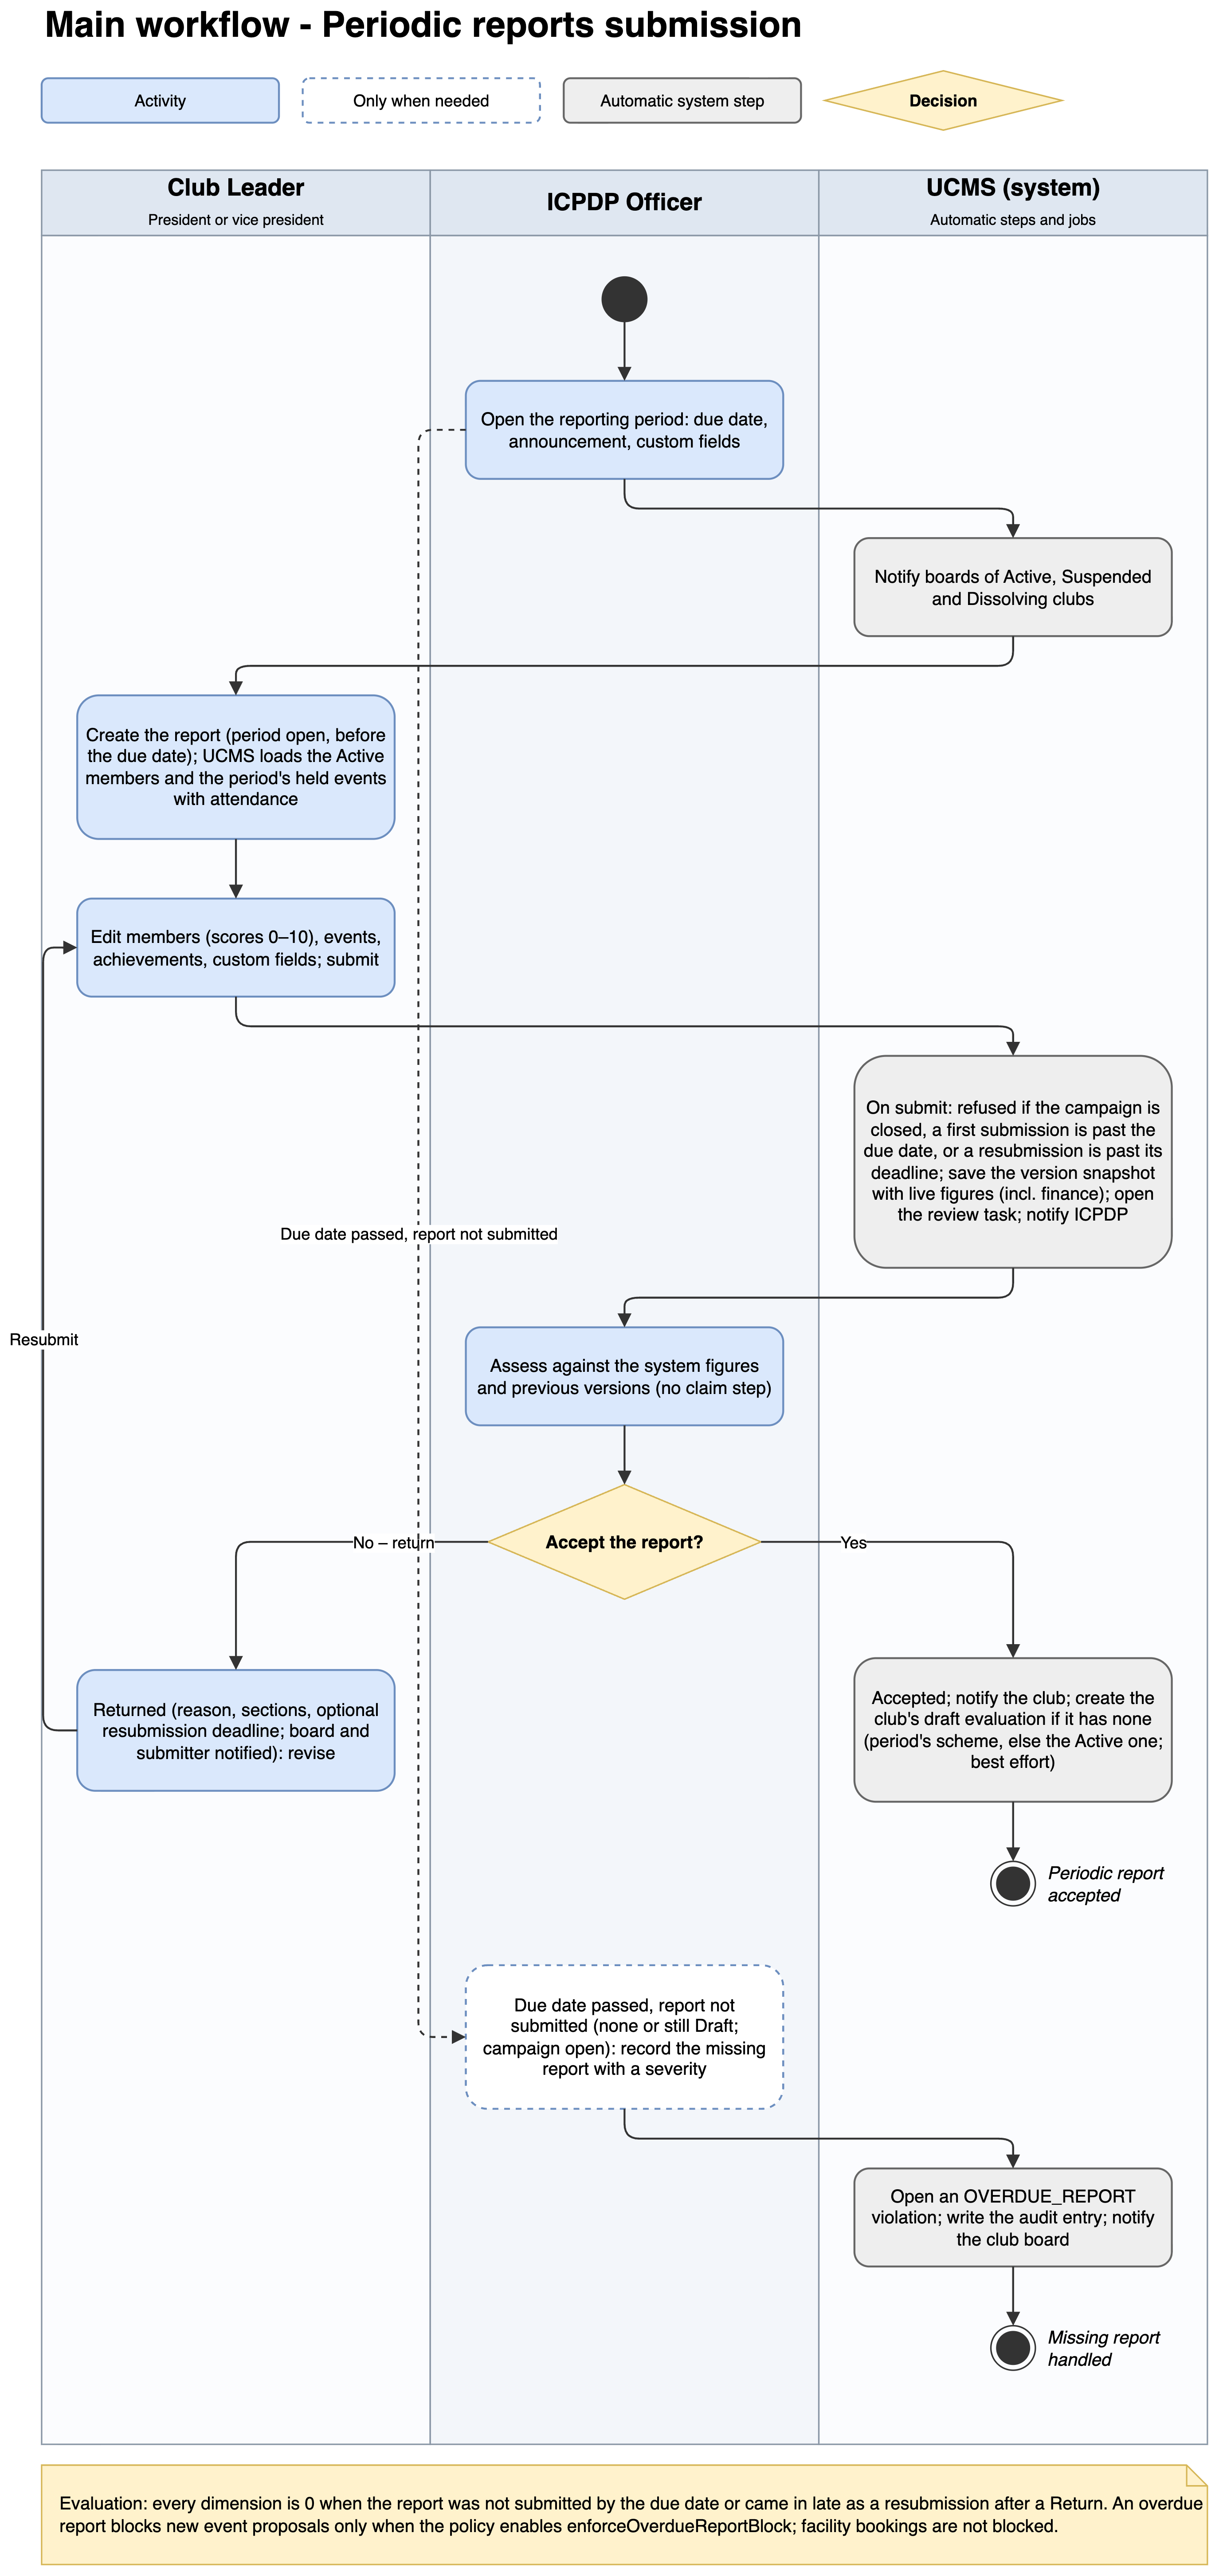 Main workflow - Periodic reports submission
Activity
Only when needed
Automatic system step
Decision
Club Leader
President or vice president
ICPDP Officer
UCMS (system)
Automatic steps and jobs
Open the reporting period: due date,
announcement, custom fields
Notify boards of Active, Suspended
and Dissolving clubs
Create the report (period open, before
the due date); UCMS loads the Active
members and the period's held events
with attendance
Edit members (scores 0–10), events,
achievements, custom fields; submit
On submit: refused if the campaign is
closed, a first submission is past the
due date, or a resubmission is past its
deadline; save the version snapshot
with live figures (incl. finance); open
the review task; notify ICPDP
Due date passed, report not submitted
Resubmit
Assess against the system figures
and previous versions (no claim step)
No – return
Accept the report?
Yes
Returned (reason, sections, optional
resubmission deadline; board and
submitter notified): revise
Accepted; notify the club; create the
club's draft evaluation if it has none
(period's scheme, else the Active one;
best effort)
Periodic report
accepted
Due date passed, report not
submitted (none or still Draft;
campaign open): record the missing
report with a severity
Open an OVERDUE_REPORT
violation; write the audit entry; notify
the club board
Missing report
handled
Evaluation: every dimension is 0 when the report was not submitted by the due date or came in late as a resubmission after a Return. An overdue
report blocks new event proposals only when the policy enables enforceOverdueReportBlock; facility bookings are not blocked.